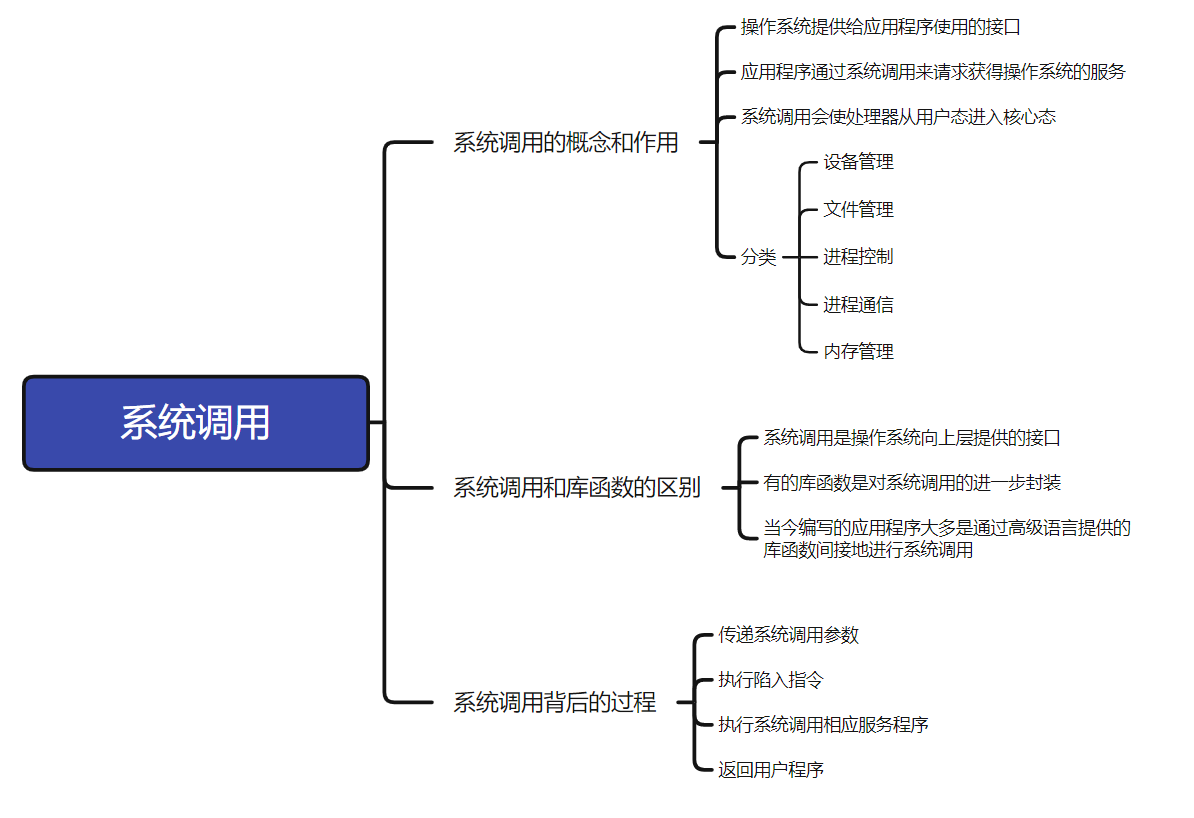 系统调用
系统调用的概念和作用
操作系统提供给应用程序使用的接口
应用程序通过系统调用来请求获得操作系统的服务
系统调用会使处理器从用户态进入核心态
分类
设备管理
文件管理
进程控制
进程通信
内存管理
系统调用和库函数的区别
系统调用是操作系统向上层提供的接口
有的库函数是对系统调用的进一步封装
当今编写的应用程序大多是通过高级语言提供的
库函数间接地进行系统调用
系统调用背后的过程
传递系统调用参数
执行陷入指令
执行系统调用相应服务程序
返回用户程序